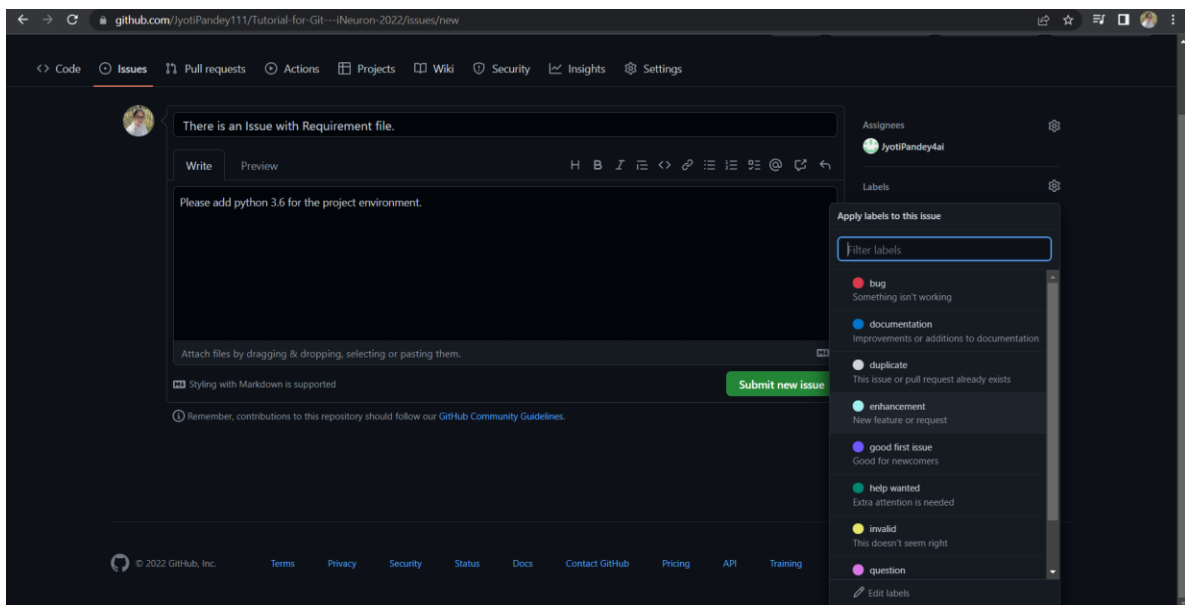 github.com/JyotiPandey111/Tutorial-for-Git---iNeuron-2022/issues/new
Code Issues Pull requests Actions Projects Wiki Security Insights Settings
There is an Issue with Requirement file.
Write Preview
Please add python 3.6 for the project environment.
Attach files by dragging & dropping, selecting or pasting them.
Styling with Markdown is supported
Submit new issue
Remember, contributions to this repository should follow our GitHub Community Guidelines.
Assignees
JyotiPandey4ai
Labels
Apply labels to this issue
Filter labels
bug
Something isn't working
documentation
Improvements or additions to documentation
duplicate
This issue or pull request already exists
enhancement
New feature or request
good first issue
Good for newcomers
help wanted
Extra attention is needed
invalid
This doesn't seem right
question
Edit labels
© 2022 GitHub, Inc. Terms Privacy Security Status Docs Contact GitHub Pricing API Training